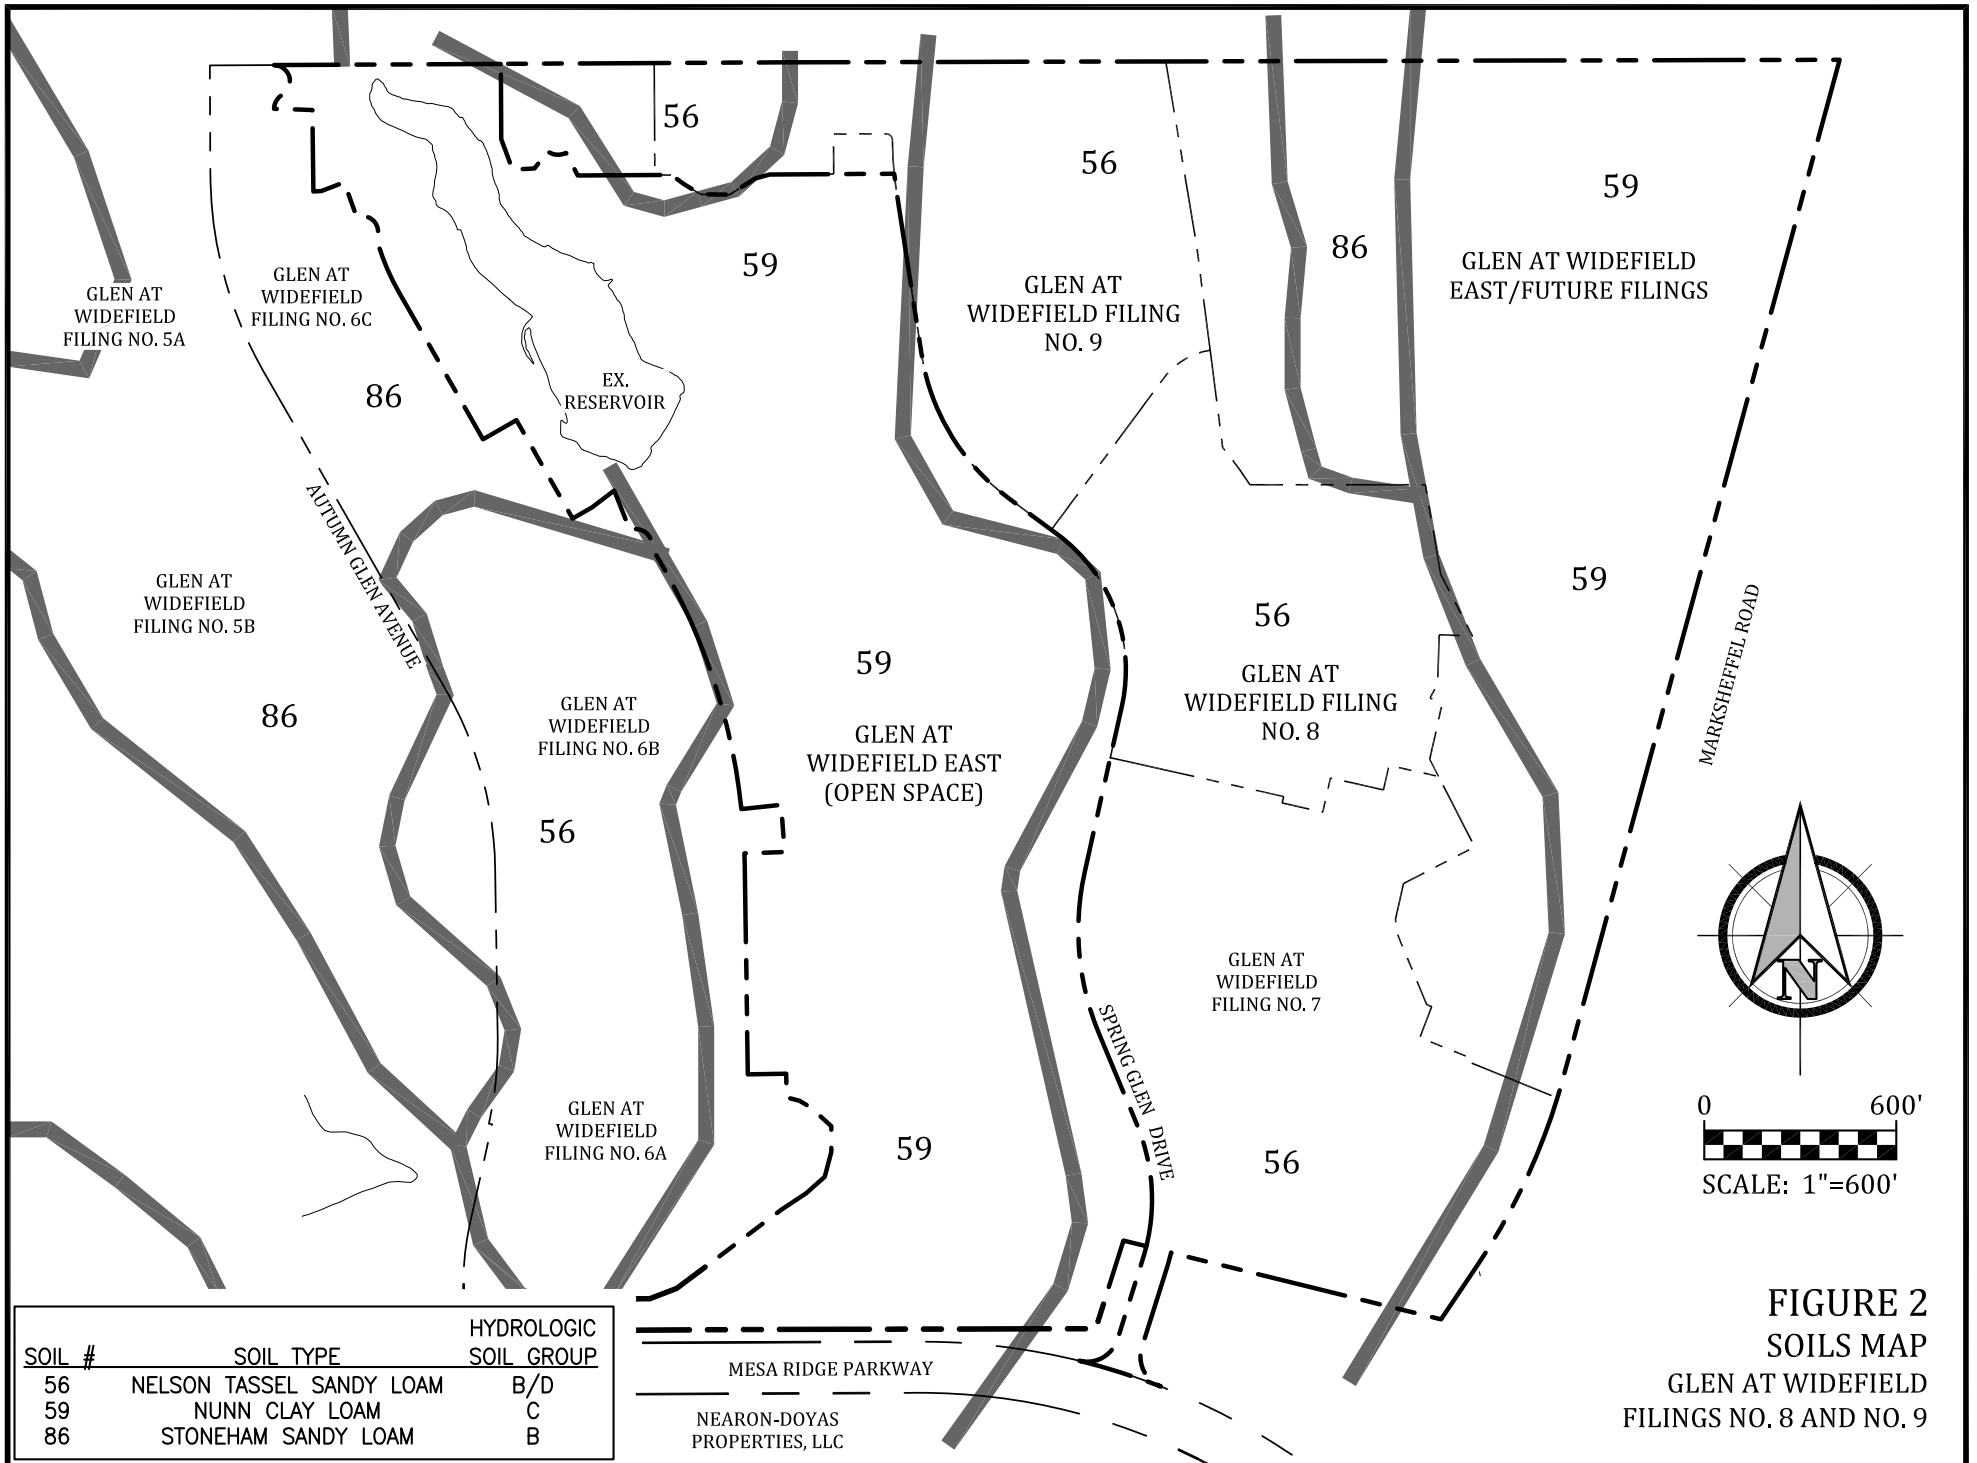 56
56
59
59
86
GLEN AT WIDEFIELD
EAST/FUTURE FILINGS
GLEN AT
WIDEFIELD FILING
NO. 9
GLEN AT
WIDEFIELD
FILING NO. 6C
GLEN AT
WIDEFIELD
FILING NO. 5A
86
EX.
RESERVOIR
AUTUMN GLEN AVENUE
GLEN AT
WIDEFIELD
FILING NO. 5B
59
56
59
MARKSHEFFEL ROAD
GLEN AT
WIDEFIELD FILING
NO. 8
86
GLEN AT
WIDEFIELD
FILING NO. 6B
GLEN AT
WIDEFIELD EAST
(OPEN SPACE)
56
N
GLEN AT
WIDEFIELD
FILING NO. 7
SPRING GLEN DRIVE
GLEN AT
WIDEFIELD
FILING NO. 6A
59
56
0 600'
SCALE: 1"=600'
HYDROLOGIC
SOIL # SOIL TYPE SOIL GROUP
56 NELSON TASSEL SANDY LOAM B/D
59 NUNN CLAY LOAM C
86 STONEHAM SANDY LOAM B
MESA RIDGE PARKWAY
NEARON-DOYAS
PROPERTIES, LLC
FIGURE 2
SOILS MAP
GLEN AT WIDEFIELD
FILINGS NO. 8 AND NO. 9